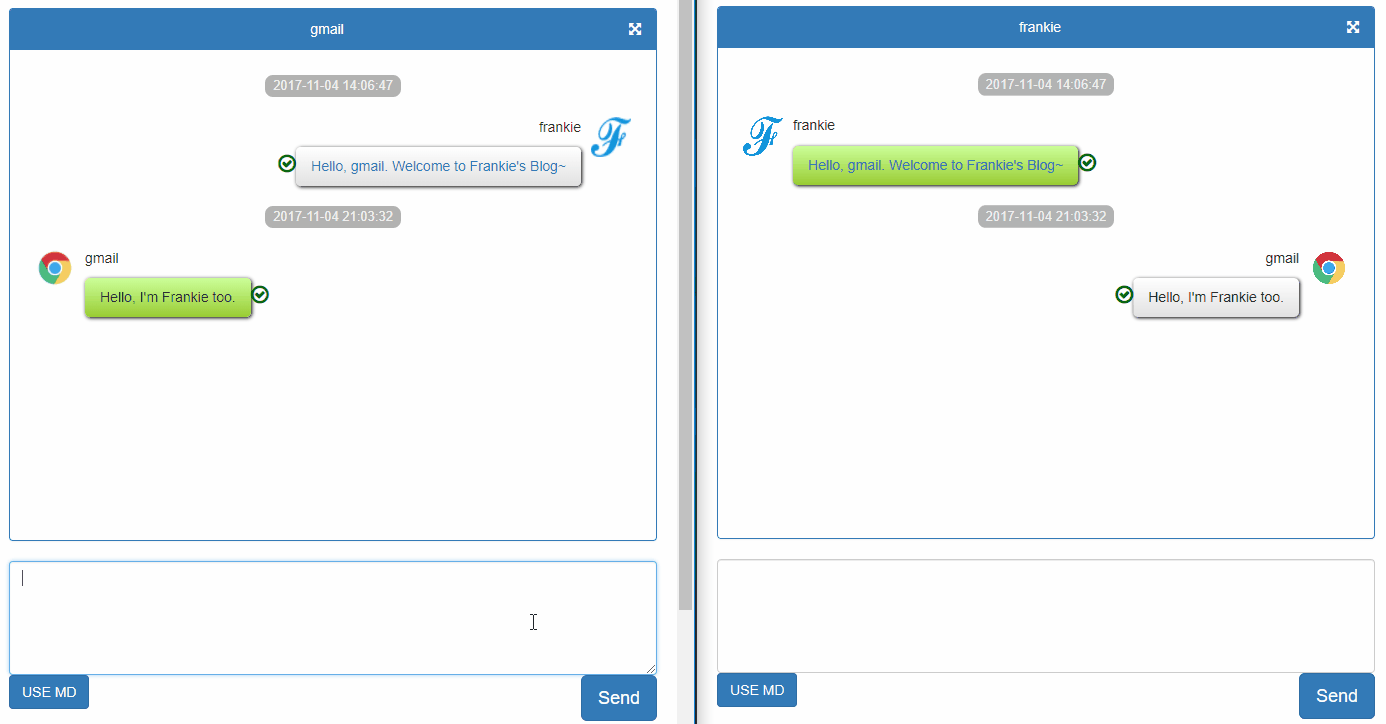 gmail
2017-11-04 14:06:47
frankie
Hello, gmail. Welcome to Frankie's Blog~
2017-11-04 21:03:32
gmail
Hello, I'm Frankie too.
USE MD
Send
frankie
2017-11-04 14:06:47
frankie
Hello, gmail. Welcome to Frankie's Blog~
2017-11-04 21:03:32
gmail
Hello, I'm Frankie too.
USE MD
Send